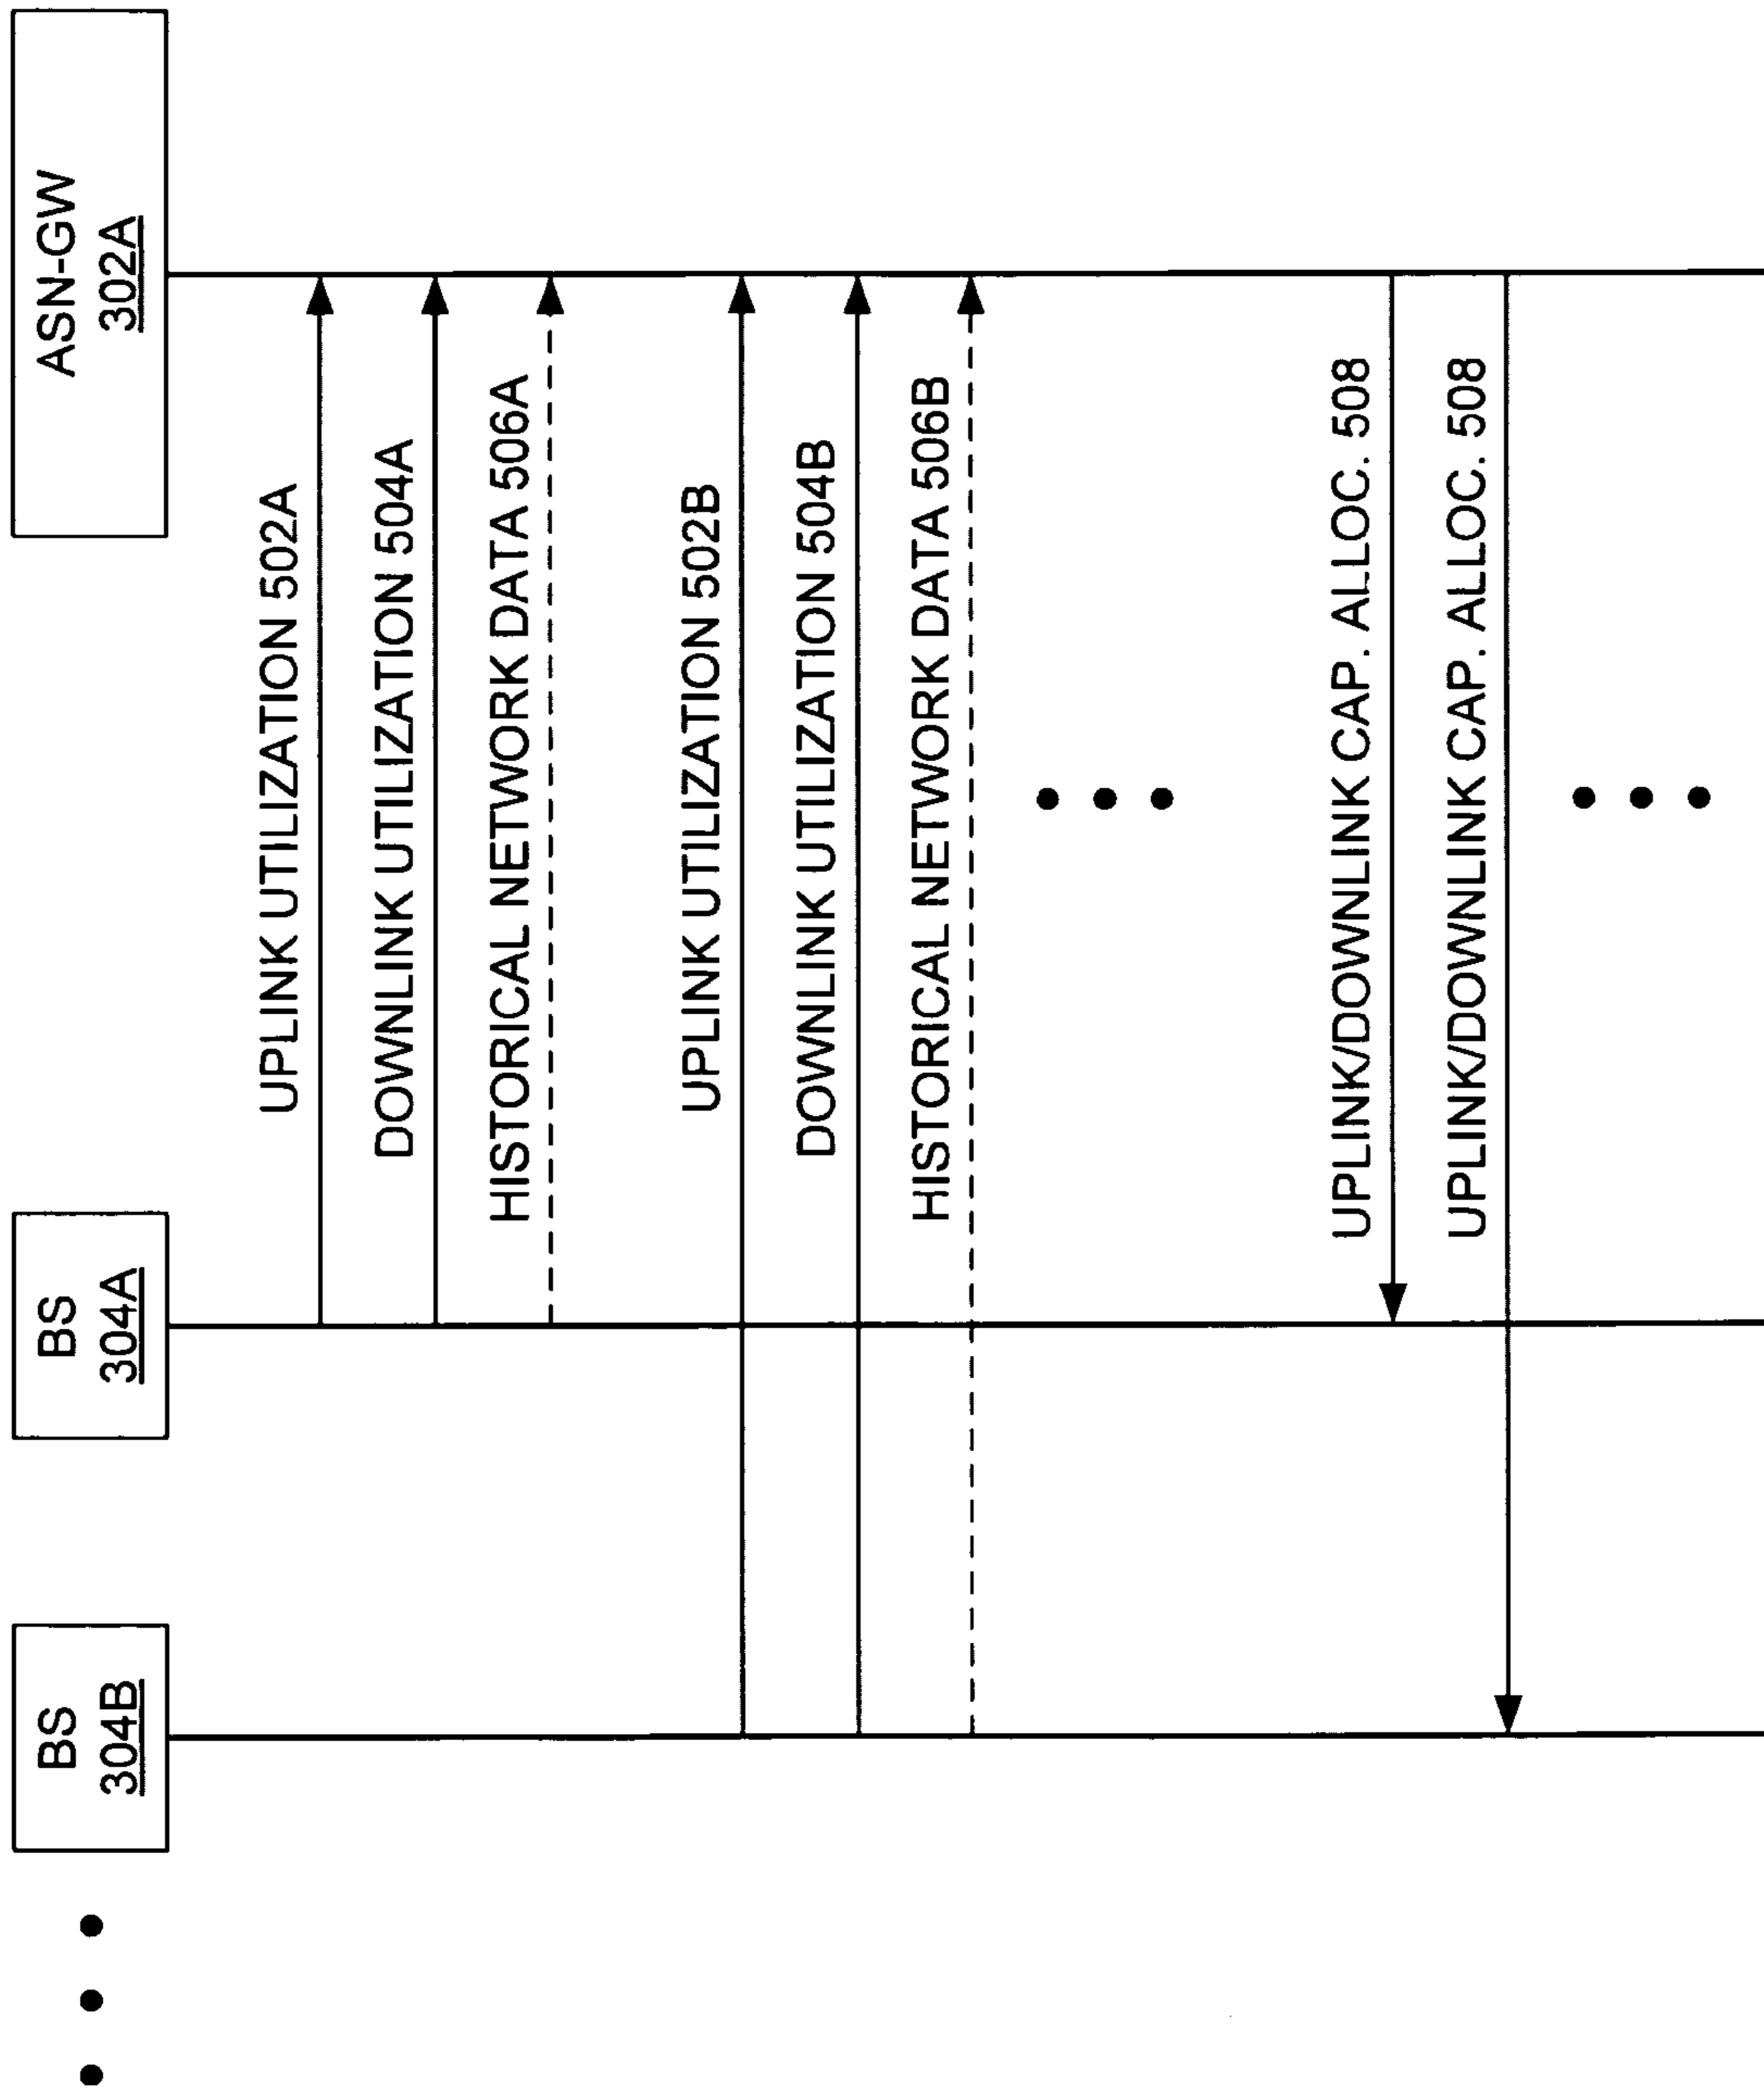 BS
304B
BS
304A
ASN-GW
302A
UPLINK UTILIZATION 502A
DOWNLINK UTILIZATION 504A
HISTORICAL NETWORK DATA 506A
UPLINK UTILIZATION 502B
DOWNLINK UTILIZATION 504B
HISTORICAL NETWORK DATA 506B
UPLINK/DOWNLINK CAP. ALLOC. 508
UPLINK/DOWNLINK CAP. ALLOC. 508